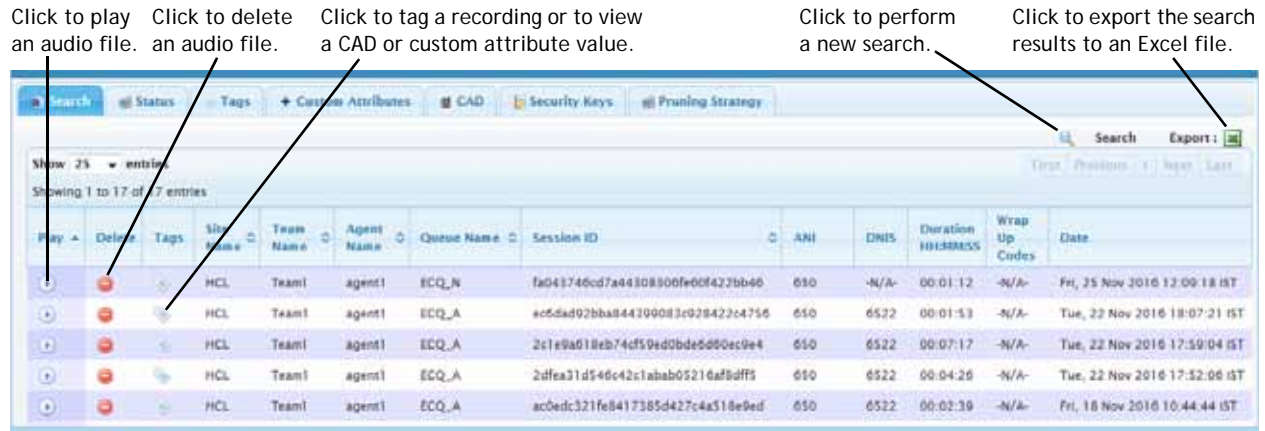 Click to play an audio file.
Click to delete an audio file.
Click to tag a recording or to view a CAD or custom attribute value.
Click to perform a new search.
Click to export the search results to an Excel file.
Search Status Tags Custom Attributes CAD Security Keys Pruning Strategy
Search Export :
Show 25 entries
First Previous 1 Next Last
Showing 1 to 17 of 17 entries
Play Delete Tags Site Name Team Name Agent Name Queue Name Session ID ANI DNIS Duration HH:MM:SS Wrap Up Codes Date
HCL Team1 agent1 ECQ_N 650 -N/A- 00:01:12 -N/A- Fri, 25 Nov 2016 12:09:18 IST
HCL Team1 agent1 ECQ_A 650 6522 00:01:53 -N/A- Tue, 22 Nov 2016 18:07:21 IST
HCL Team1 agent1 ECQ_A 650 6522 00:07:17 -N/A- Tue, 22 Nov 2016 17:59:04 IST
HCL Team1 agent1 ECQ_A 650 6522 00:04:26 -N/A- Tue, 22 Nov 2016 17:52:06 IST
HCL Team1 agent1 ECQ_A 650 6522 00:02:39 -N/A- Fri, 18 Nov 2016 10:44:44 IST